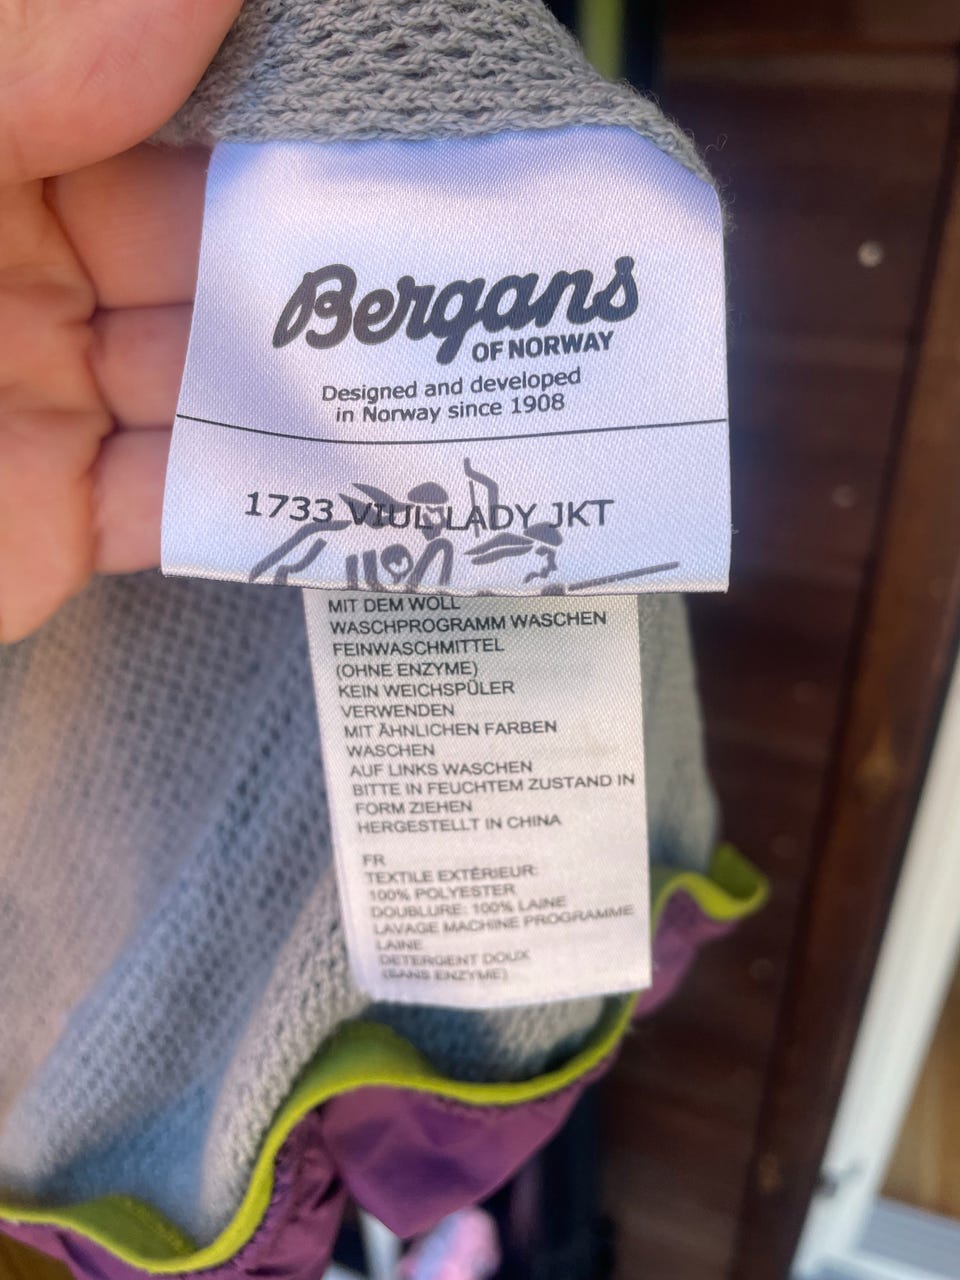 Bergans
OF NORWAY
Designed and developed
in Norway since 1908
1733 VIUL LADY JKT
MIT DEM WOLL
WASCHPROGRAMM WASCHEN
FEINWASCHMITTEL
(OHNE ENZYME)
KEIN WEICHSPÜLER
VERWENDEN
MIT ÄHNLICHEN FARBEN
WASCHEN
AUF LINKS WASCHEN
BITTE IN FEUCHTEM ZUSTAND IN
FORM ZIEHEN
HERGESTELLT IN CHINA
FR
TEXTILE EXTÉRIEUR:
100% POLYESTER
DOUBLURE: 100% LAINE
LAVAGE MACHINE PROGRAMME
LAINE
DETERGENT DOUX
(SANS ENZYME)